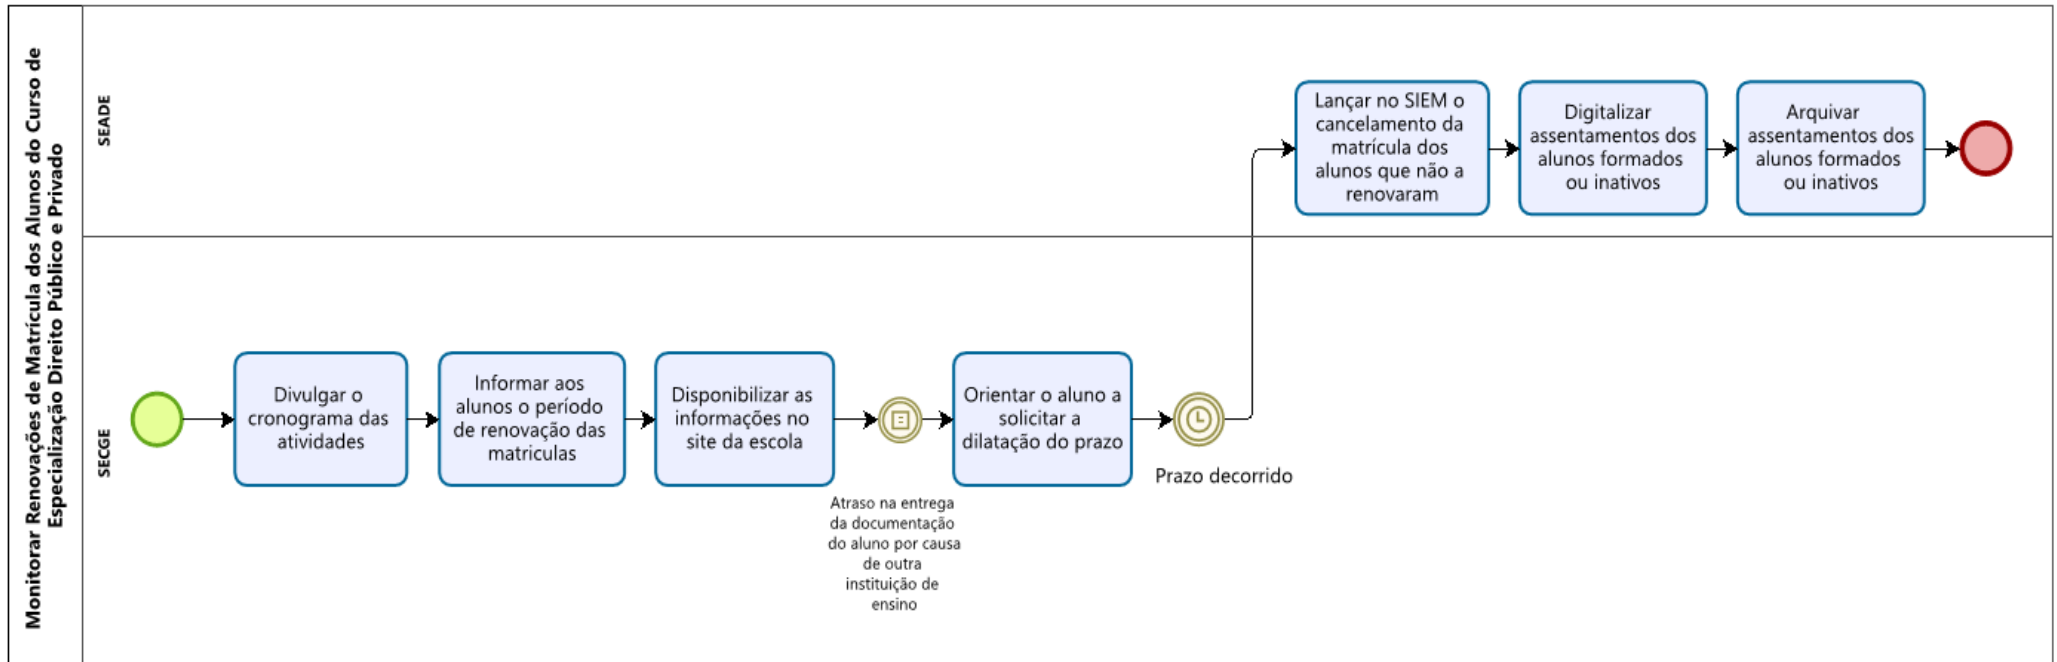 Monitorar Renovações de Matrícula dos Alunos do Curso de
Especialização Direito Público e Privado
SEADE
Lançar no SIEM o
cancelamento da
matrícula dos
alunos que não a
renovaram
Digitalizar
assentamentos dos
alunos formados
ou inativos
Arquivar
assentamentos dos
alunos formados
ou inativos
SECGE
Divulgar o
cronograma das
atividades
Informar aos
alunos o período
de renovação das
matriculas
Disponibilizar as
informações no
site da escola
Atraso na entrega
da documentação
do aluno por causa
de outra
instituição de
ensino
Orientar o aluno a
solicitar a
dilatação do prazo
Prazo decorrido